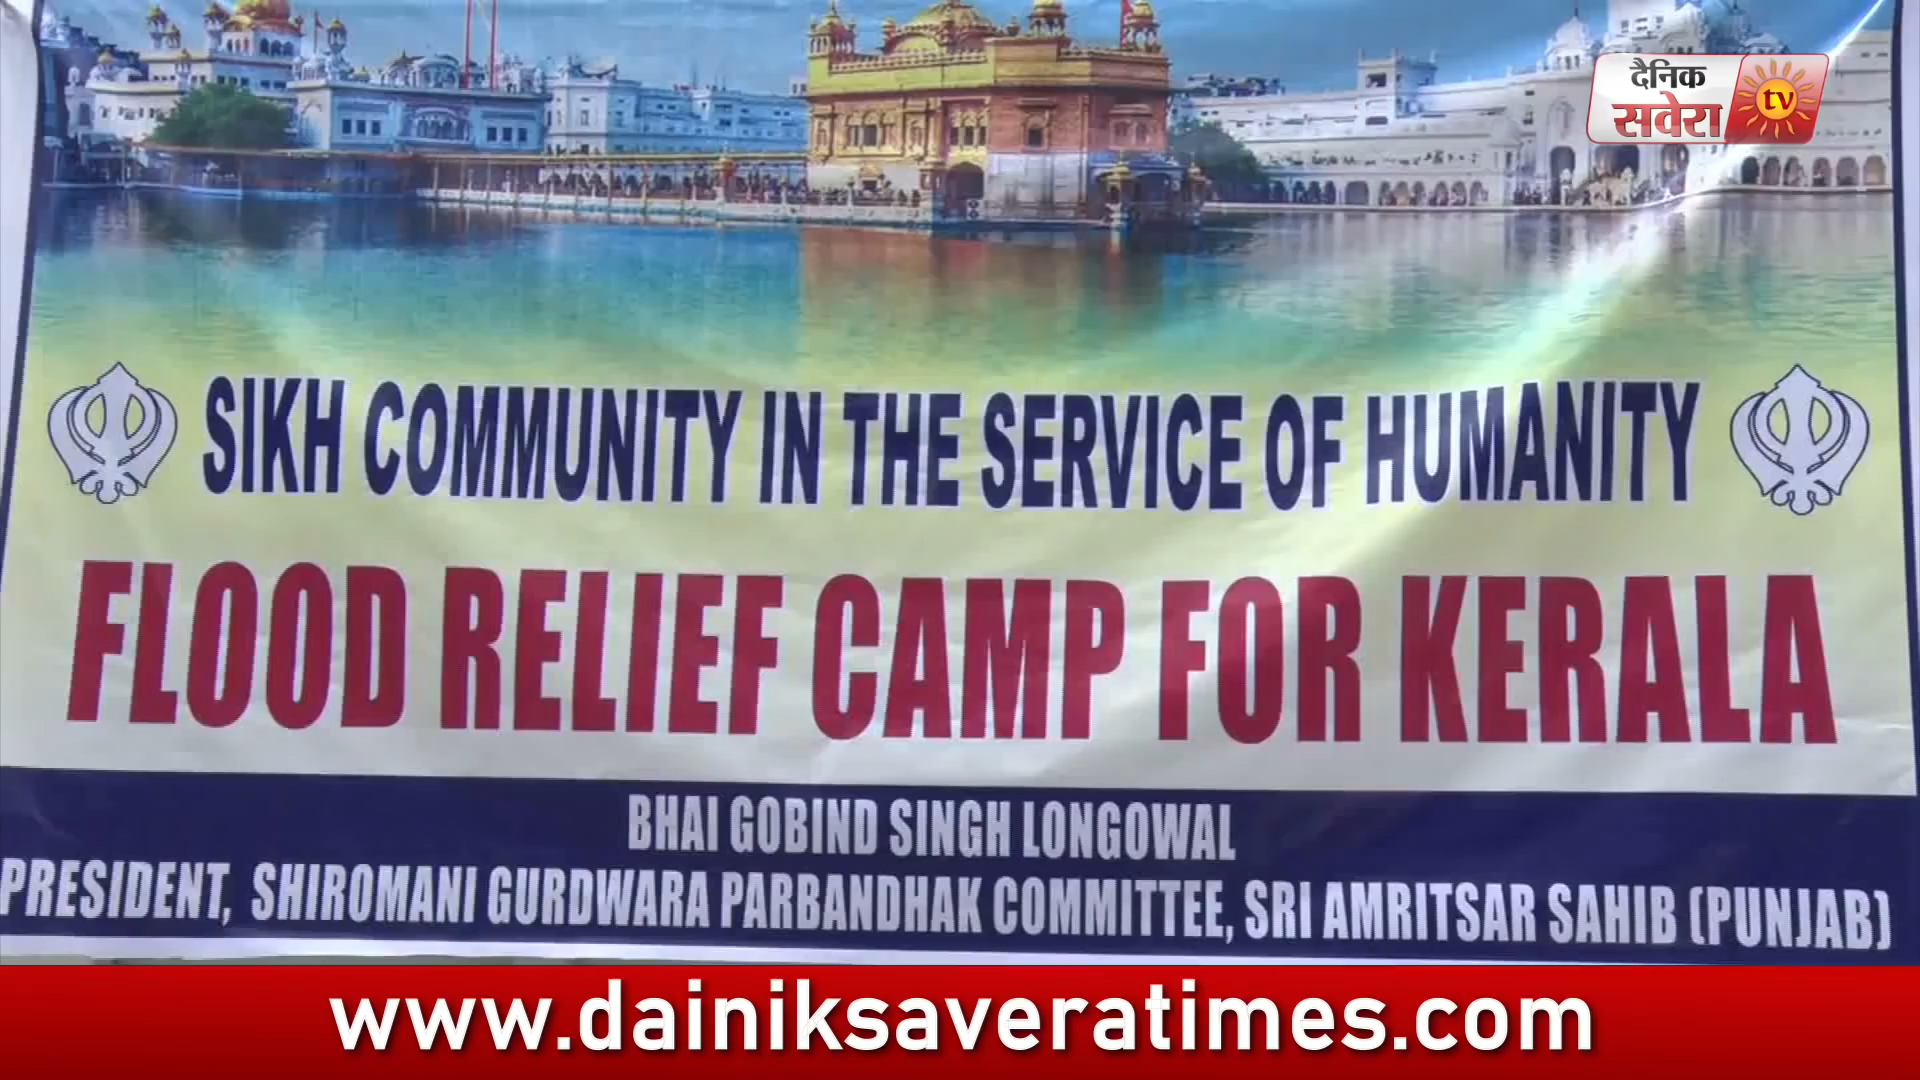 दैनिक
सवेरा
tv
SIKH COMMUNITY IN THE SERVICE OF HUMANITY
FLOOD RELIEF CAMP FOR KERALA
BHAI GOBIND SINGH LONGOWAL
PRESIDENT, SHIROMANI GURDWARA PARBANDHAK COMMITTEE, SRI AMRITSAR SAHIB (PUNJAB)
www.dainiksaveratimes.com